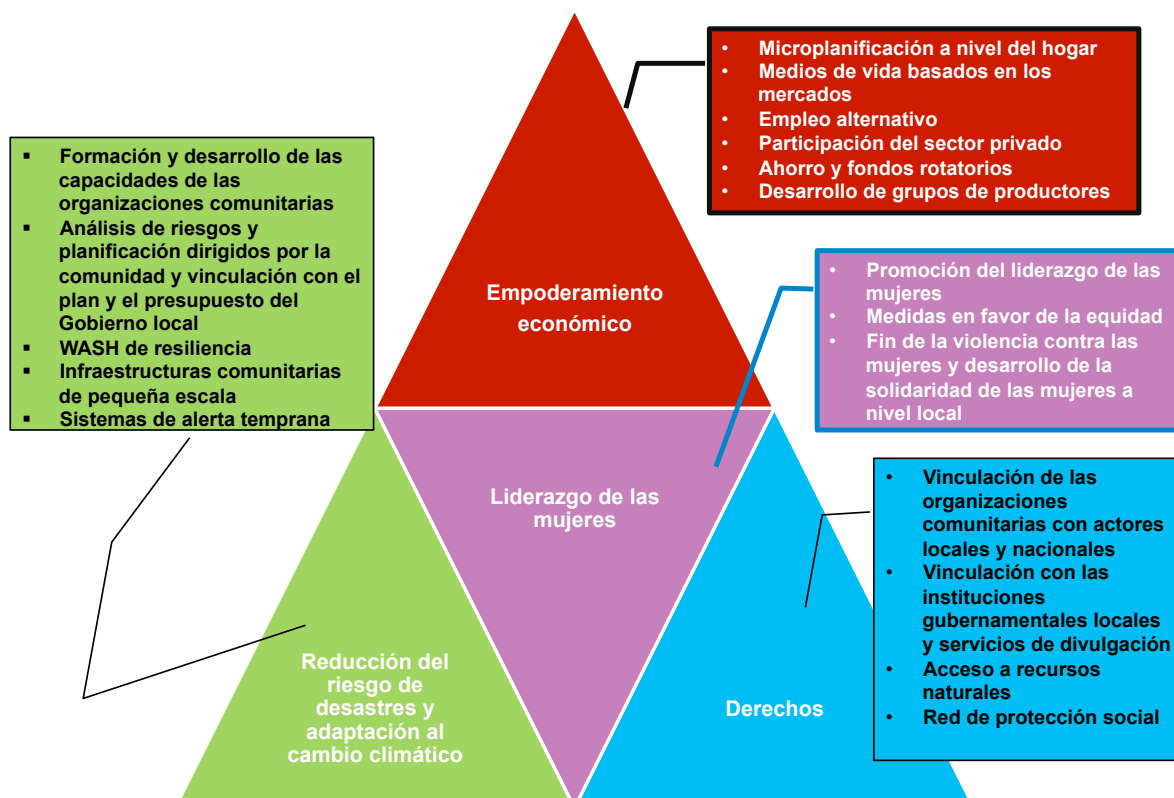 • Microplanificación a nivel del hogar
• Medios de vida basados en los
mercados
• Empleo alternativo
• Participación del sector privado
• Ahorro y fondos rotatorios
• Desarrollo de grupos de productores
▪ Formación y desarrollo de las
capacidades de las
organizaciones comunitarias
▪ Análisis de riesgos y
planificación dirigidos por la
comunidad y vinculación con el
plan y el presupuesto del
Gobierno local
▪ WASH de resiliencia
▪ Infraestructuras comunitarias
de pequeña escala
▪ Sistemas de alerta temprana
Empoderamiento
económico
• Promoción del liderazgo de las
mujeres
• Medidas en favor de la equidad
• Fin de la violencia contra las
mujeres y desarrollo de la
solidaridad de las mujeres a
nivel local
Liderazgo de las
mujeres
• Vinculación de las
organizaciones
comunitarias con actores
locales y nacionales
• Vinculación con las
instituciones
gubernamentales locales
y servicios de divulgación
• Acceso a recursos
naturales
• Red de protección social
Reducción del
riesgo de
desastres y
adaptación al
cambio climático
Derechos